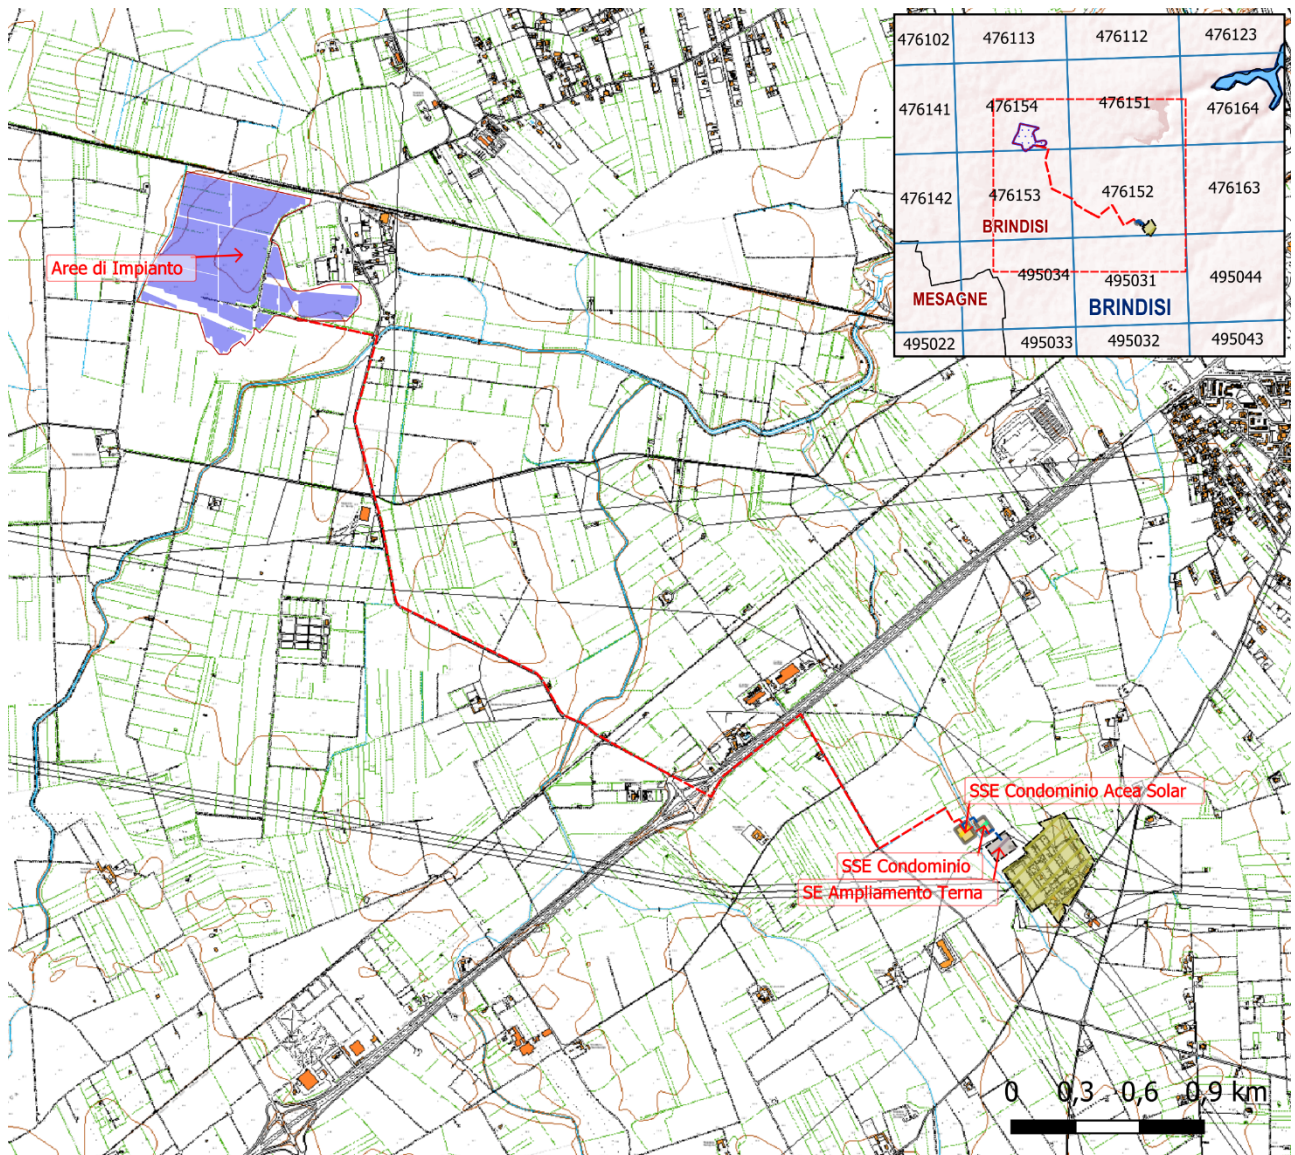 476102 476113 476112 476123
476141 476154 476151 476164
476142 476153 476152 476163
BRINDISI
495034 495031 495044
MESAGNE BRINDISI
495022 495033 495032 495043
Aree di Impianto
SSE Condominio Acea Solar
SSE Condominio
SE Ampliamento Terna
0 0,3 0,6 0,9 km